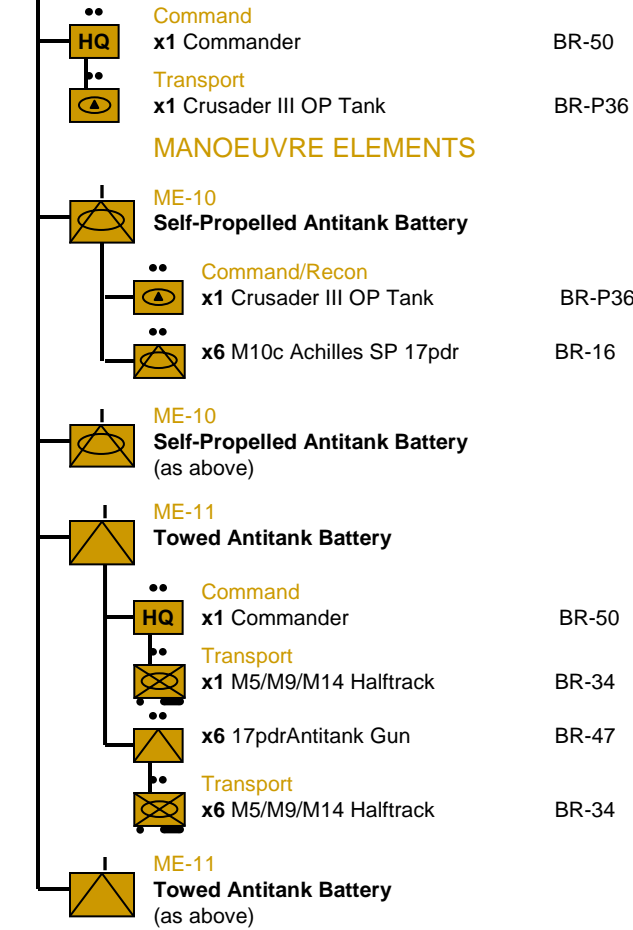 Command
HQ x1 Commander BR-50
Transport
x1 Crusader III OP Tank BR-P36
MANOEUVRE ELEMENTS
ME-10
Self-Propelled Antitank Battery
Command/Recon
x1 Crusader III OP Tank BR-P36
x6 M10c Achilles SP 17pdr BR-16
ME-10
Self-Propelled Antitank Battery
(as above)
ME-11
Towed Antitank Battery
Command
HQ x1 Commander BR-50
Transport
x1 M5/M9/M14 Halftrack BR-34
x6 17pdrAntitank Gun BR-47
Transport
x6 M5/M9/M14 Halftrack BR-34
ME-11
Towed Antitank Battery
(as above)